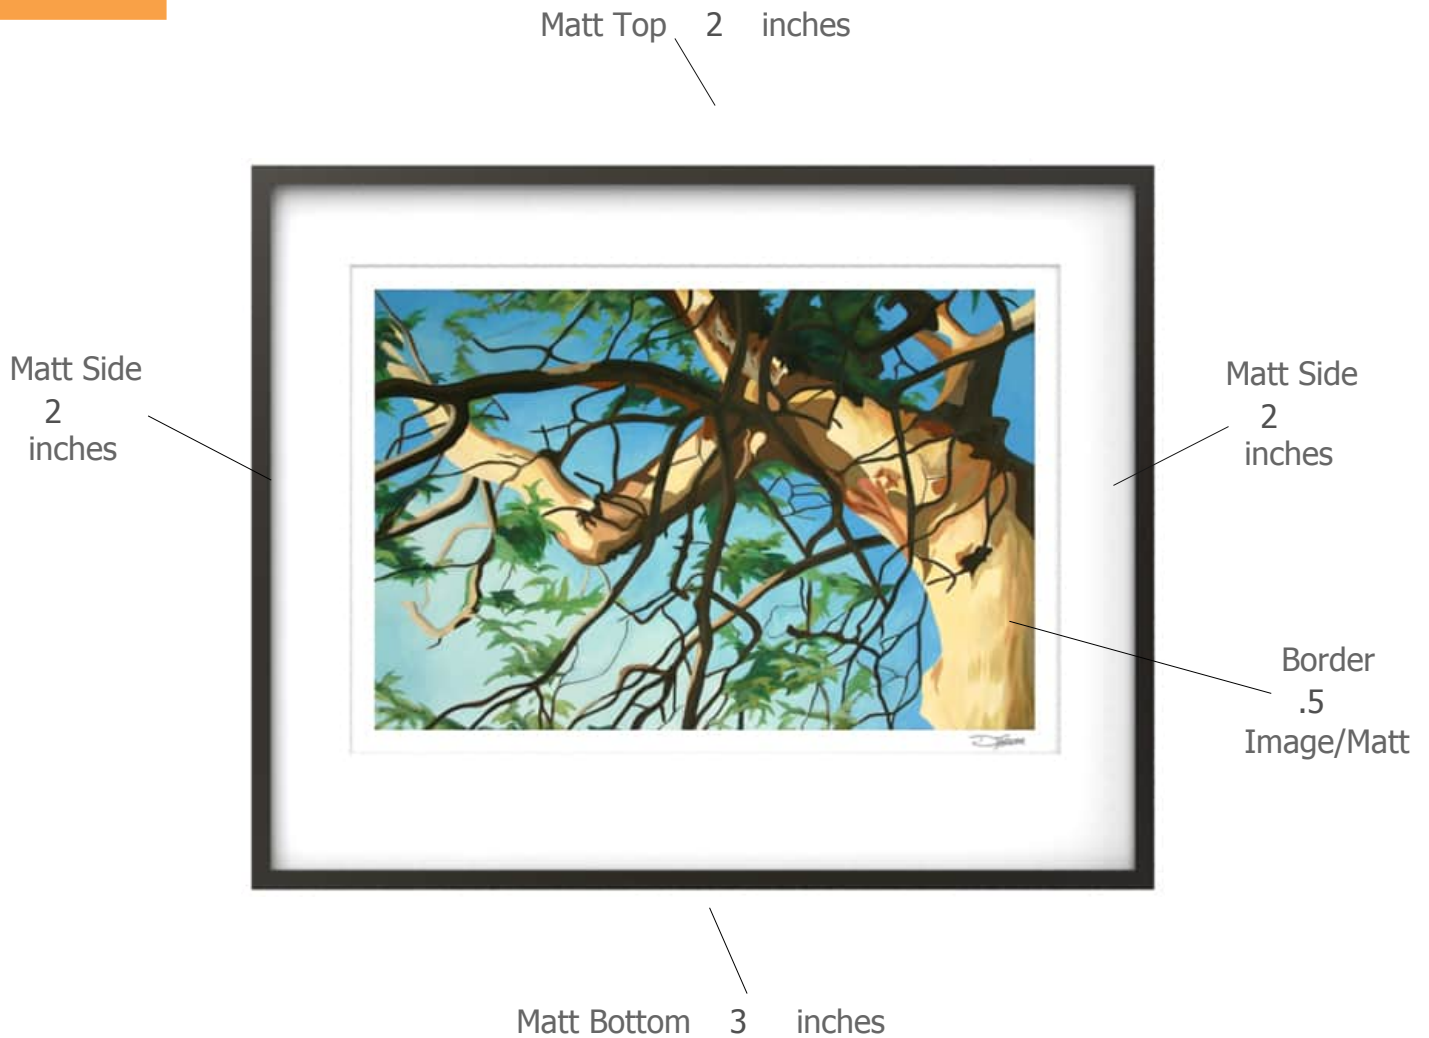 Matt Top 2 inches
Matt Side
2
inches
Matt Side
2
inches
Border
.5
Image/Matt
Matt Bottom 3 inches